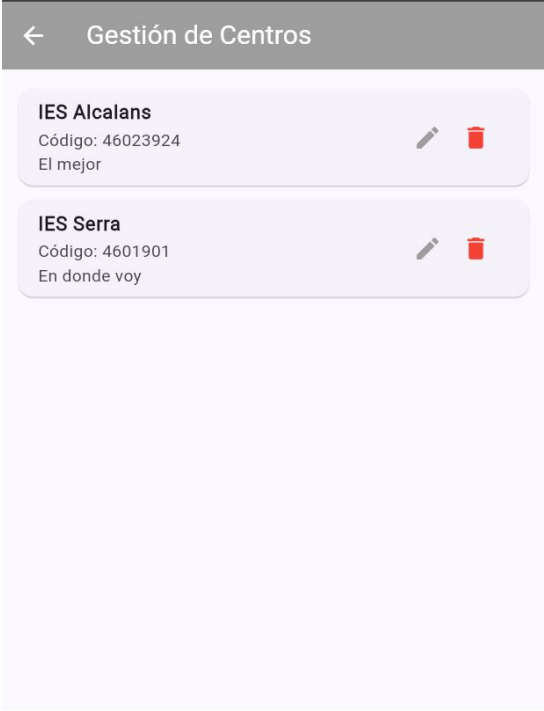 Gestión de Centros
IES Alcalans
Código: 46023924
El mejor
IES Serra
Código: 4601901
En donde voy